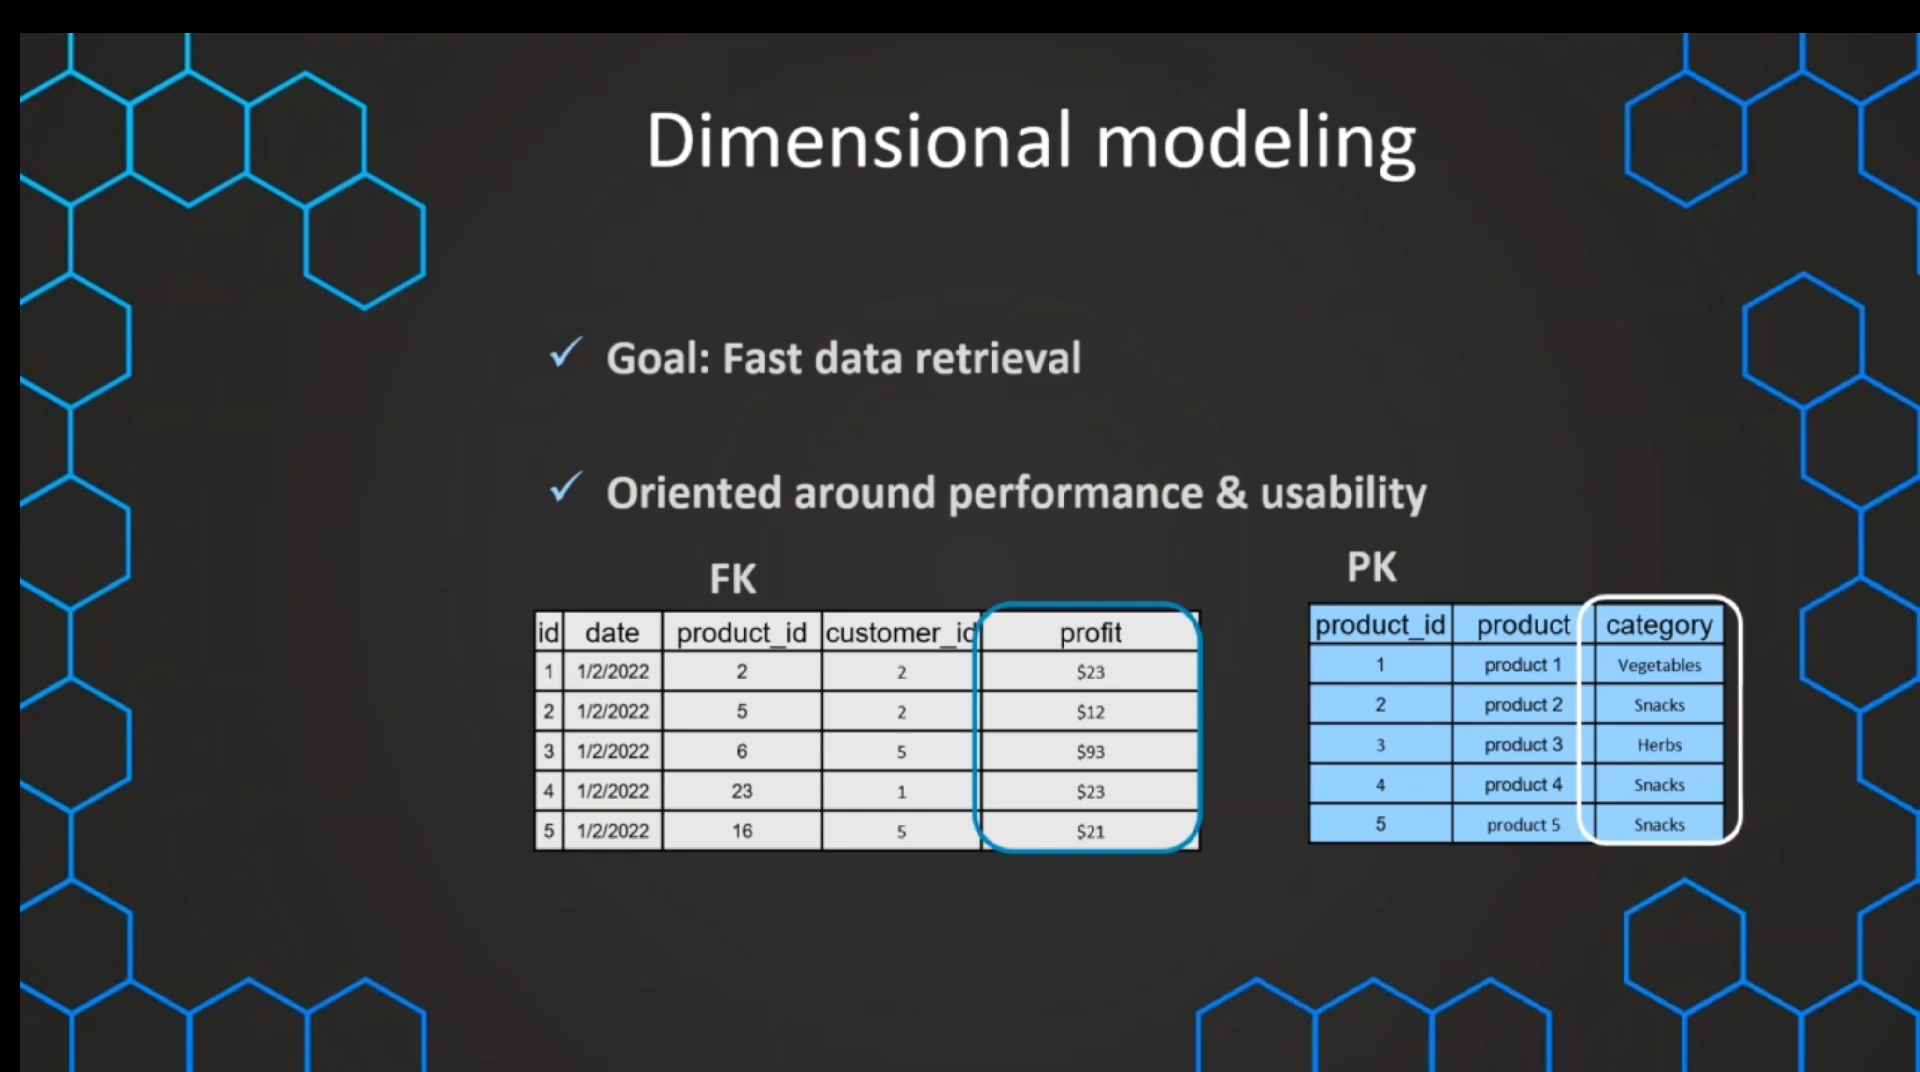 Dimensional modeling
Goal: Fast data retrieval
Oriented around performance & usability
FK
id date product_id customer_id profit
1 1/2/2022 2 2 $23
2 1/2/2022 5 2 $12
3 1/2/2022 6 5 $93
4 1/2/2022 23 1 $23
5 1/2/2022 16 5 $21
PK
product_id product category
1 product 1 Vegetables
2 product 2 Snacks
3 product 3 Herbs
4 product 4 Snacks
5 product 5 Snacks